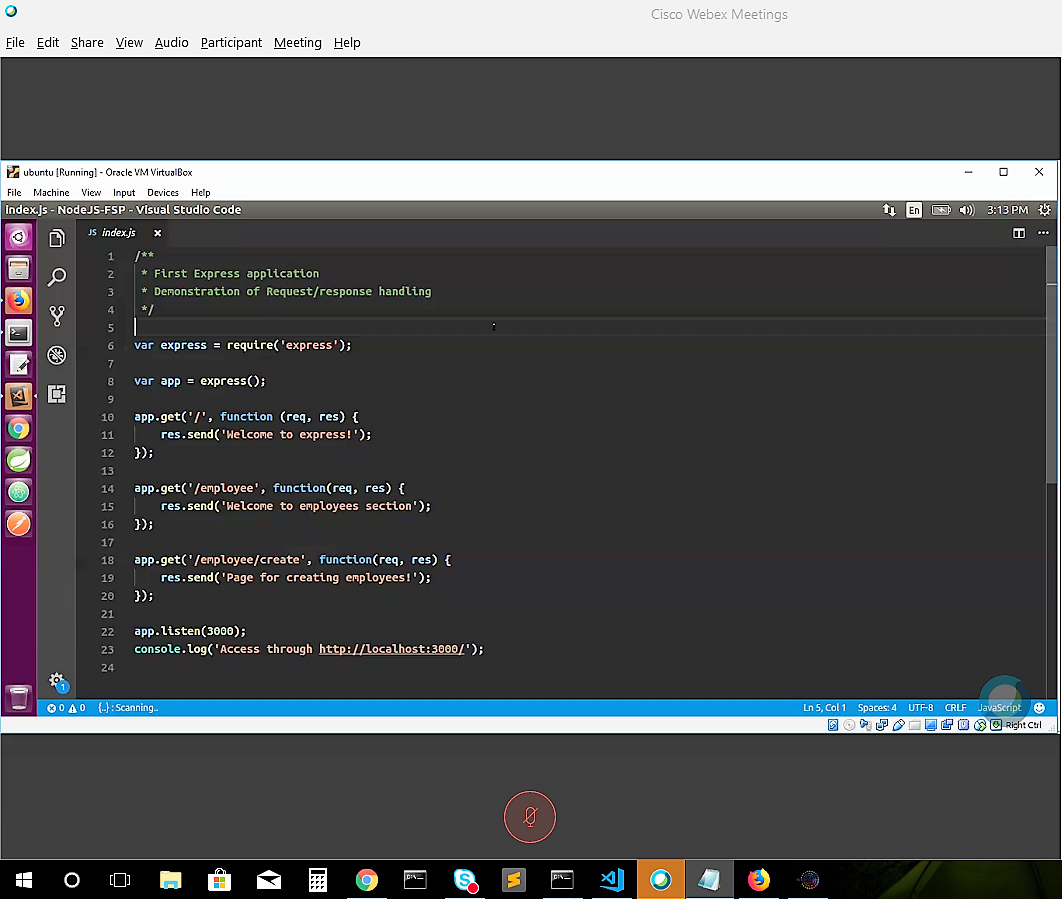 Cisco Webex Meetings
File Edit Share View Audio Participant Meeting Help
ubuntu [Running] - Oracle VM VirtualBox
File Machine View Input Devices Help
index.js - NodeJS-FSP - Visual Studio Code
En 3:13 PM
JS index.js ×
1 /**
2 * First Express application
3 * Demonstration of Request/response handling
4 */
5
6 var express = require('express');
7
8 var app = express();
9
10 app.get('/', function (req, res) {
11 res.send('Welcome to express!');
12 });
13
14 app.get('/employee', function(req, res) {
15 res.send('Welcome to employees section');
16 });
17
18 app.get('/employee/create', function(req, res) {
19 res.send('Page for creating employees!');
20 });
21
22 app.listen(3000);
23 console.log('Access through http://localhost:3000/');
24
1
0 0 {..} : Scanning.. Ln 5, Col 1 Spaces: 4 UTF-8 CRLF JavaScript
Right Ctrl